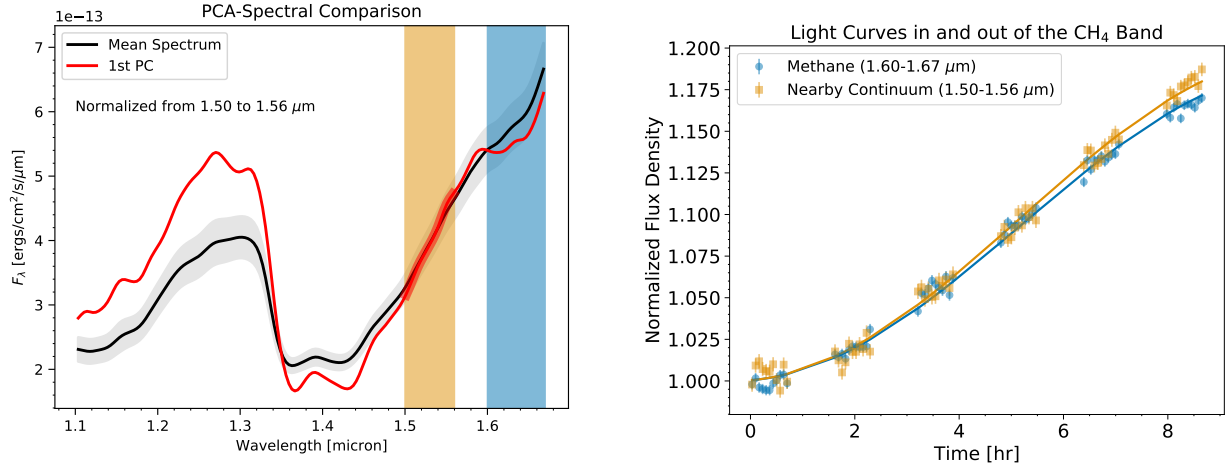 PCA-Spectral Comparison
1e−13
Mean Spectrum
1st PC
Normalized from 1.50 to 1.56 μm
7
6
5
4
3
2
F_λ [ergs/cm²/s/μm]
1.1 1.2 1.3 1.4 1.5 1.6
Wavelength [micron]
Light Curves in and out of the CH₄ Band
Methane (1.60-1.67 μm)
Nearby Continuum (1.50-1.56 μm)
1.200
1.175
1.150
1.125
1.100
1.075
1.050
1.025
1.000
Normalized Flux Density
0 2 4 6 8
Time [hr]